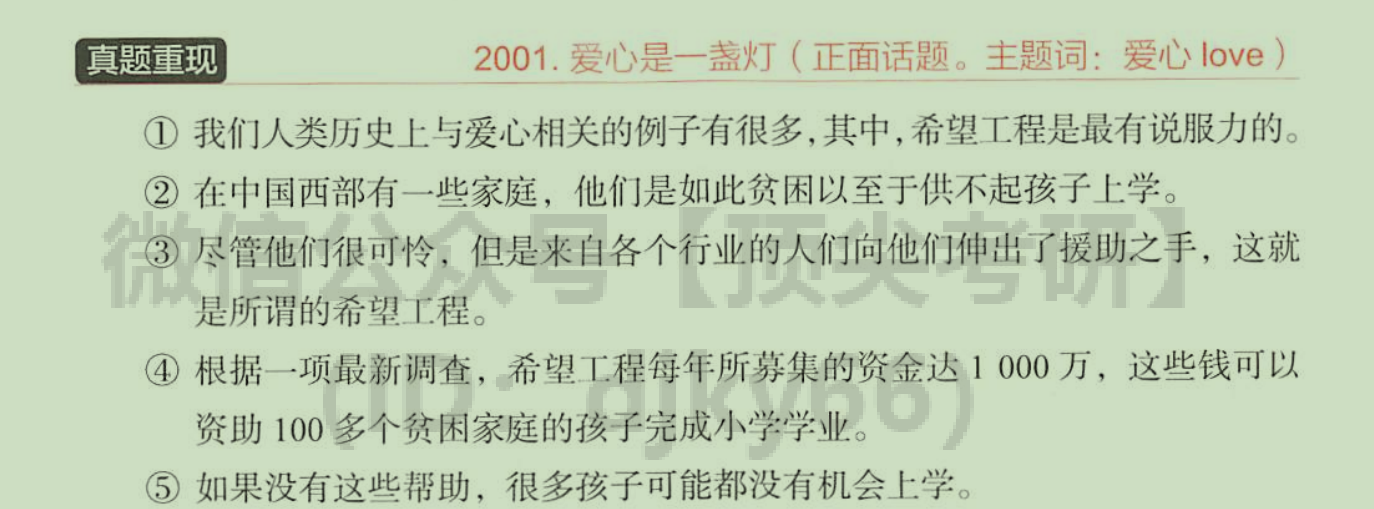 真题重现 2001. 爱心是一盏灯（正面话题。主题词：爱心 love）
① 我们人类历史上与爱心相关的例子有很多，其中，希望工程是最有说服力的。
② 在中国西部有一些家庭，他们是如此贫困以至于供不起孩子上学。
微信公众号【顶尖考研】
③ 尽管他们很可怜，但是来自各个行业的人们向他们伸出了援助之手，这就
是所谓的希望工程。
④ 根据一项最新调查，希望工程每年所募集的资金达 1 000 万，这些钱可以
(ID：djky66)
资助 100 多个贫困家庭的孩子完成小学学业。
⑤ 如果没有这些帮助，很多孩子可能都没有机会上学。